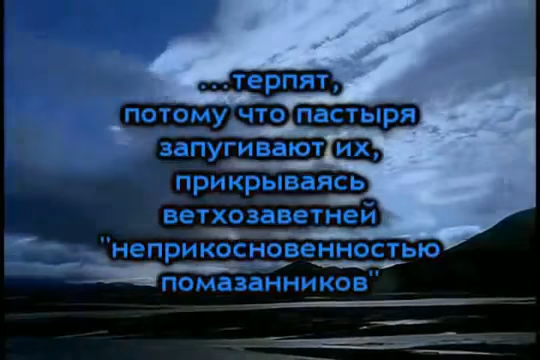 ...терпят,
потому что пастыря
запугивают их,
прикрываясь
ветхозаветней
"неприкосновенностью
помазанников"